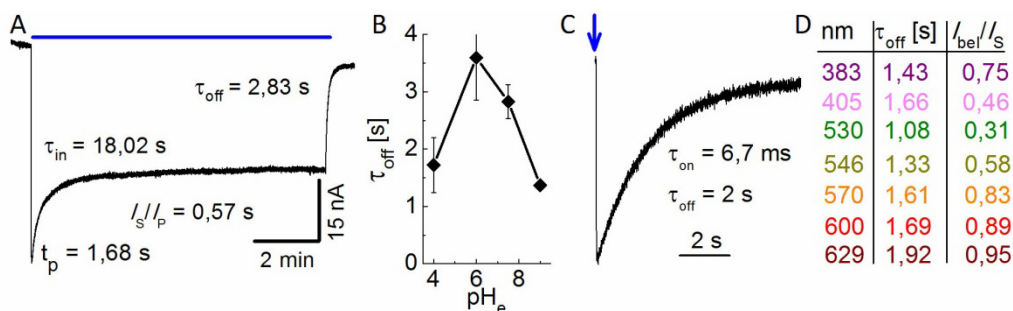 A
τoff = 2,83 s
τin = 18,02 s
IS/IP = 0,57 s
tp = 1,68 s
15 nA
2 min
B
τoff [s]
4
3
2
1
0
4 6 8
pHe
C
τon = 6,7 ms
τoff = 2 s
2 s
D
nm τoff [s] Ibel/IS
383 1,43 0,75
405 1,66 0,46
530 1,08 0,31
546 1,33 0,58
570 1,61 0,83
600 1,69 0,89
629 1,92 0,95